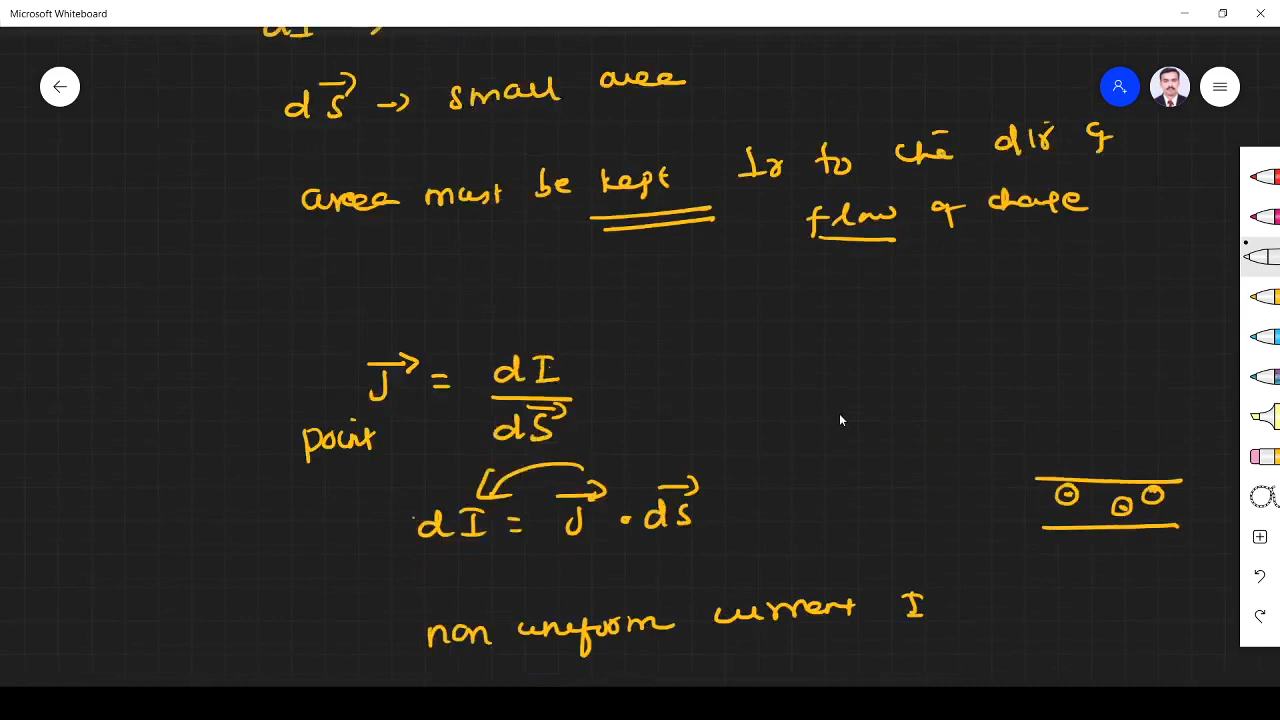 Microsoft Whiteboard
dI →
dS⃗ → small area
area must be kept ⊥r to the dir of
flow of charge
J⃗ = dI / dS⃗
point
dI = J⃗ . dS⃗
non uniform current I